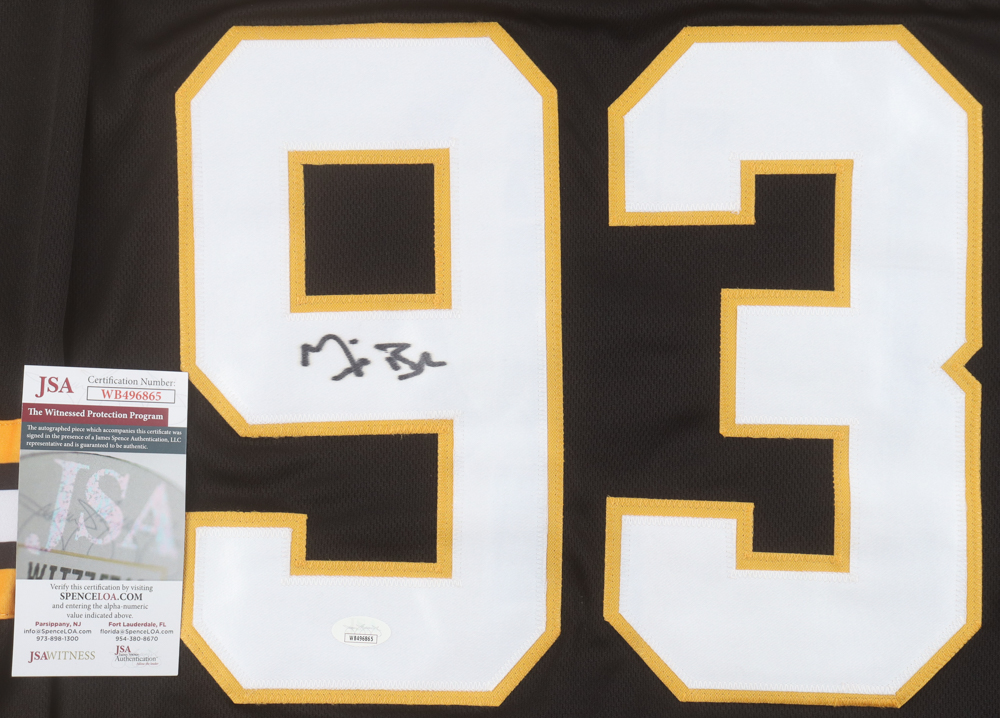 93
JSA
Certification Number:
WB496865
The Witnessed Protection Program
The autographed piece which accompanies this certificate was
signed in the presence of a James Spence Authentication, LLC
representative and is guaranteed to be authentic.
JSA
Verify this certification by visiting
SPENCELOA.COM
and entering the alpha-numeric
value indicated above.
Parsippany, NJ Fort Lauderdale, FL
info@SpenceLOA.com florida@SpenceLOA.com
973-898-1300 954-380-8670
JSAWITNESS JSA
Authentication
WB496865